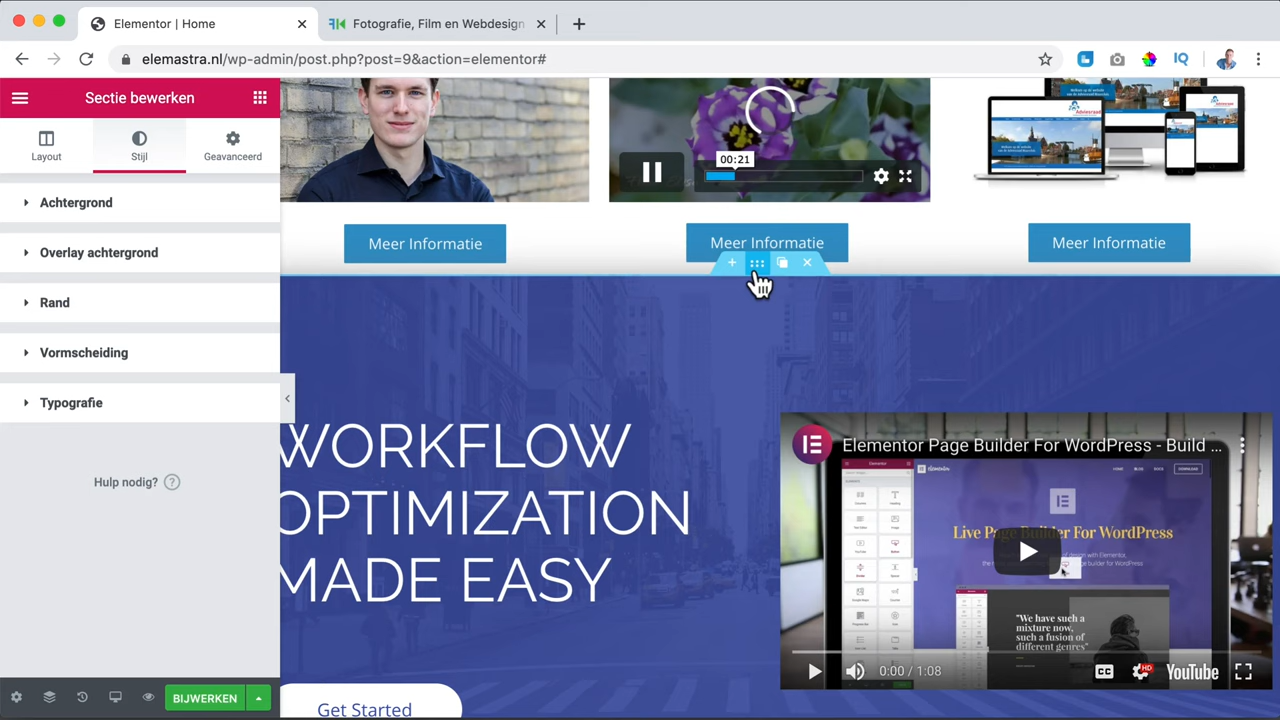 Elementor | Home
Fotografie, Film en Webdesign
elemastra.nl/wp-admin/post.php?post=9&action=elementor#
IQ
Sectie bewerken
Layout
Stijl
Geavanceerd
Achtergrond
Overlay achtergrond
Rand
Vormscheiding
Typografie
Hulp nodig?
BIJWERKEN
00:21
Meer Informatie
Meer Informatie
Meer Informatie
WORKFLOW
OPTIMIZATION
MADE EASY
Get Started
Elementor Page Builder For WordPress - Build ...
Live Page Builder For WordPress
"We have such a
mixture now,
such a fusion of
different genres"
0:00 / 1:08
CC
HD
YouTube